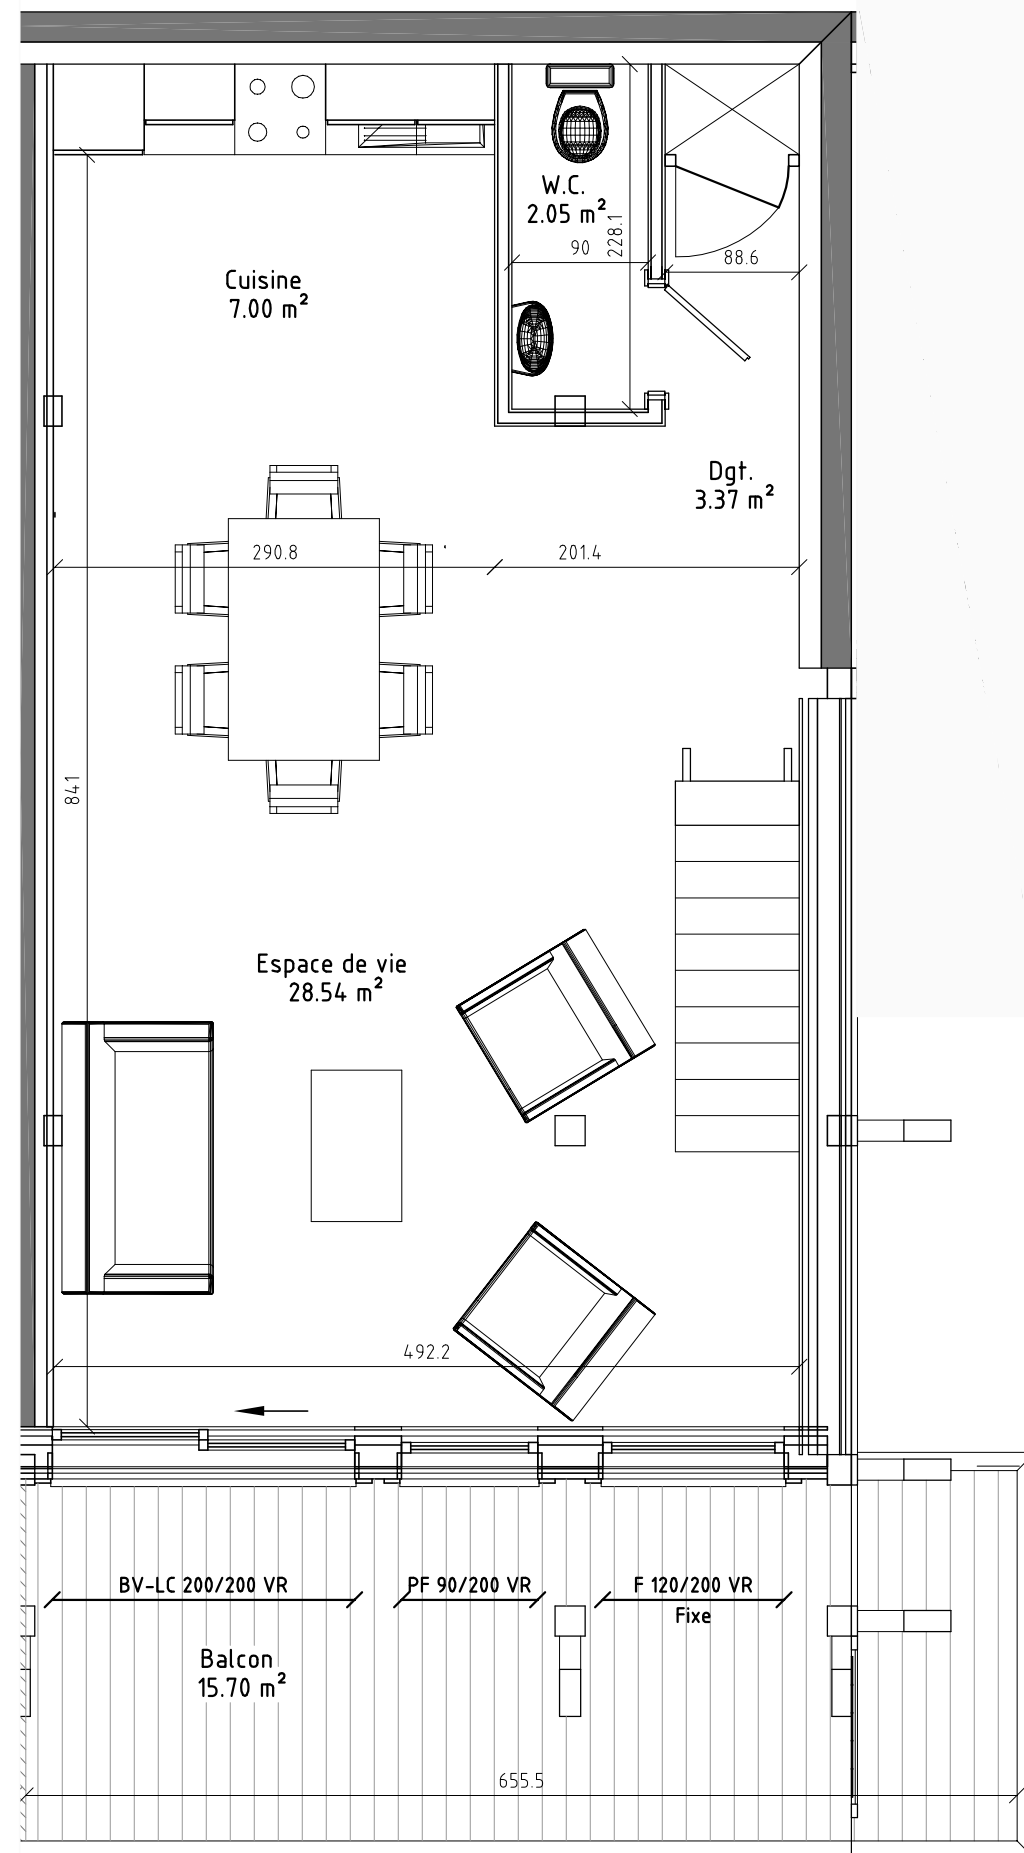 W.C.
2.05 m²
228.1
90
88.6
Cuisine
7.00 m²
Dgt.
3.37 m²
290.8
201.4
841
Espace de vie
28.54 m²
492.2
BV-LC 200/200 VR
PF 90/200 VR
F 120/200 VR
Fixe
Balcon
15.70 m²
655.5